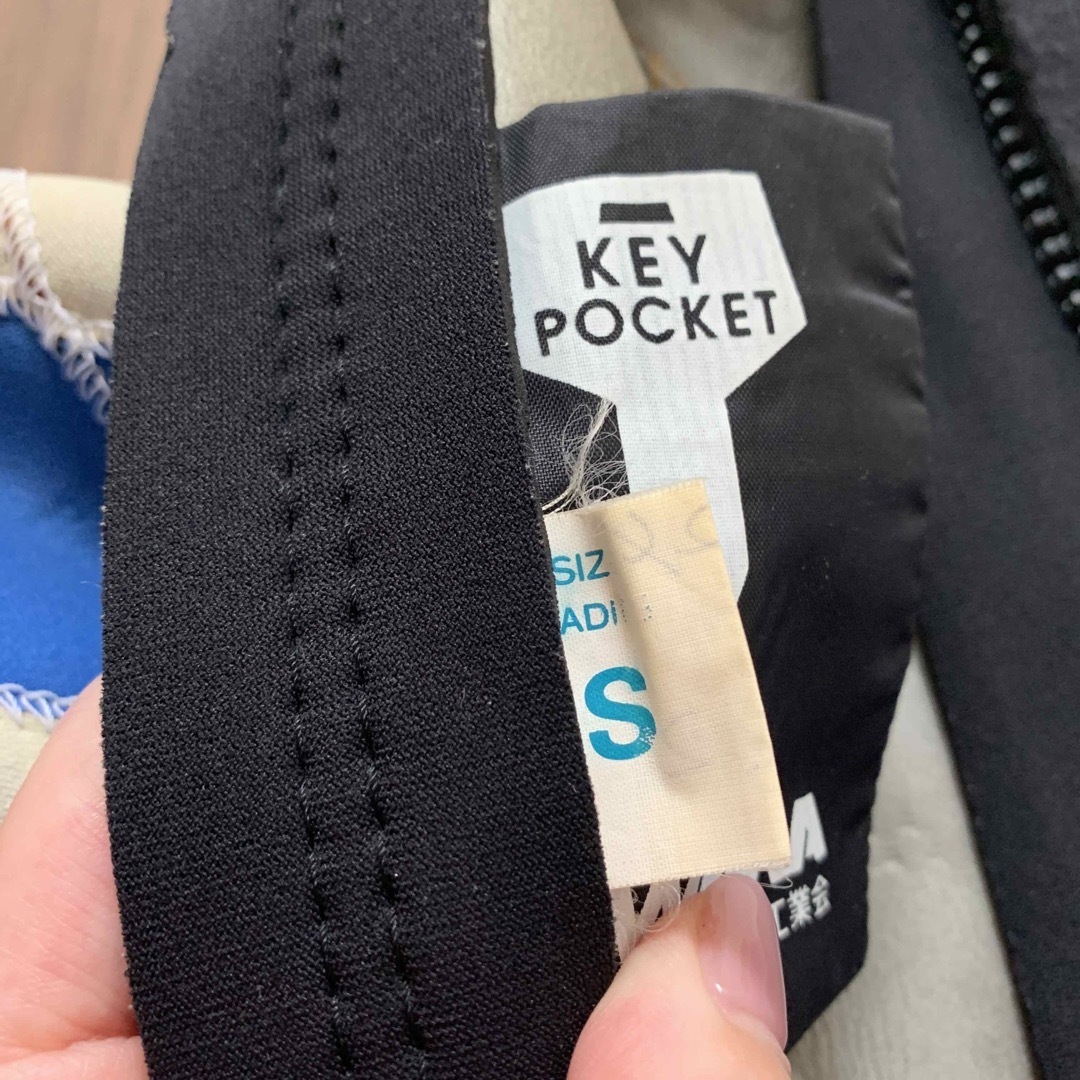 KEY
POCKET
SIZ
ADI
S
工業会